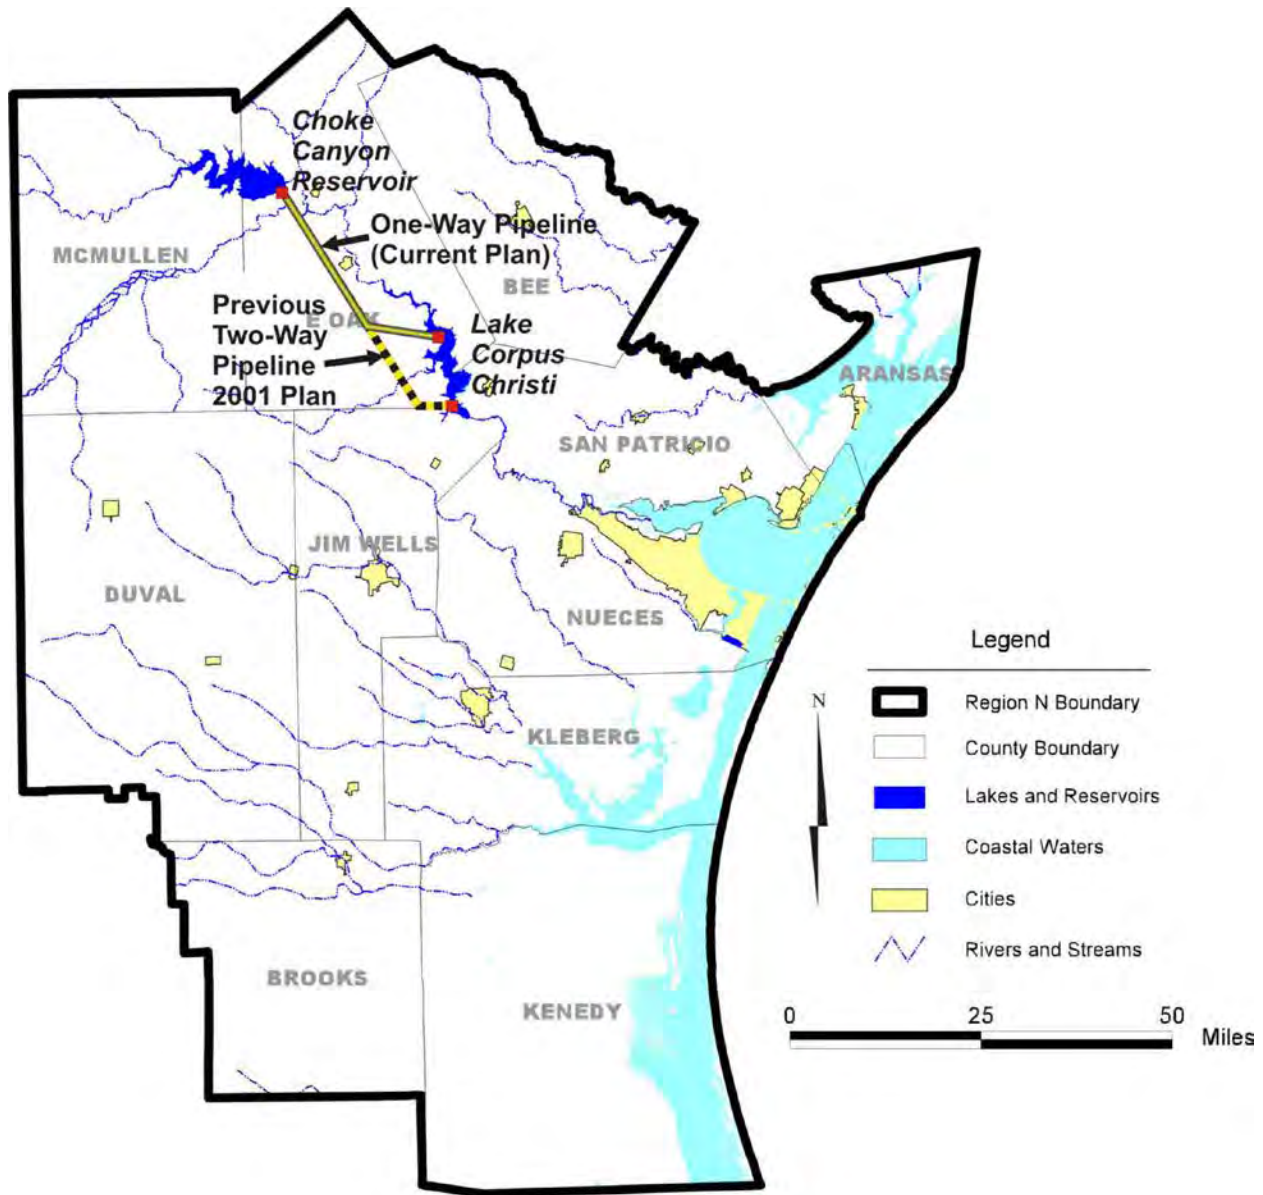 Choke
Canyon
Reservoir
One-Way Pipeline
(Current Plan)
MCMULLEN
BEE
Previous
Two-Way
Pipeline
2001 Plan
E OAK
Lake
Corpus
Christi
ARANSAS
SAN PATRICIO
JIM WELLS
DUVAL
NUECES
KLEBERG
BROOKS
KENEDY
Legend
N
Region N Boundary
County Boundary
Lakes and Reservoirs
Coastal Waters
Cities
Rivers and Streams
0 25 50
Miles